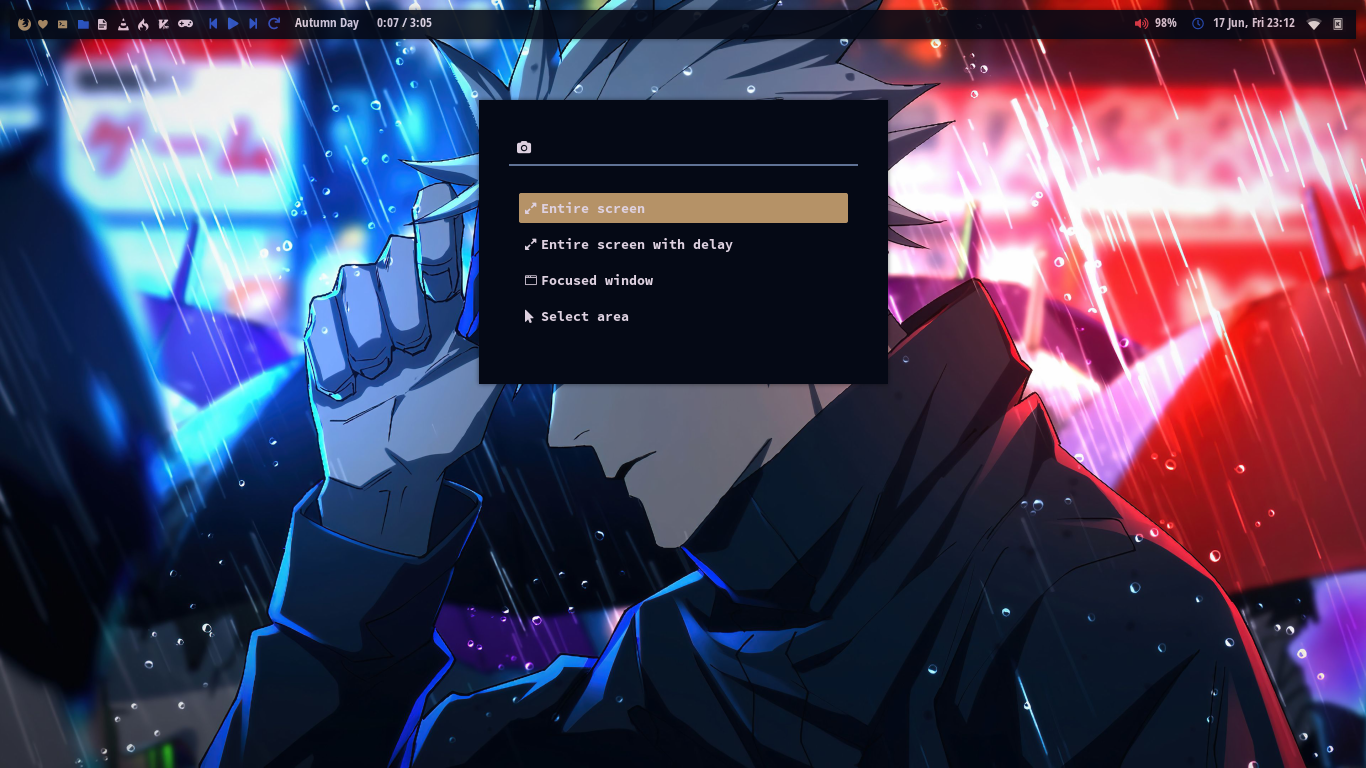 Autumn Day 0:07 / 3:05 98% 17 Jun, Fri 23:12
ゲーム
Entire screen
Entire screen with delay
Focused window
Select area